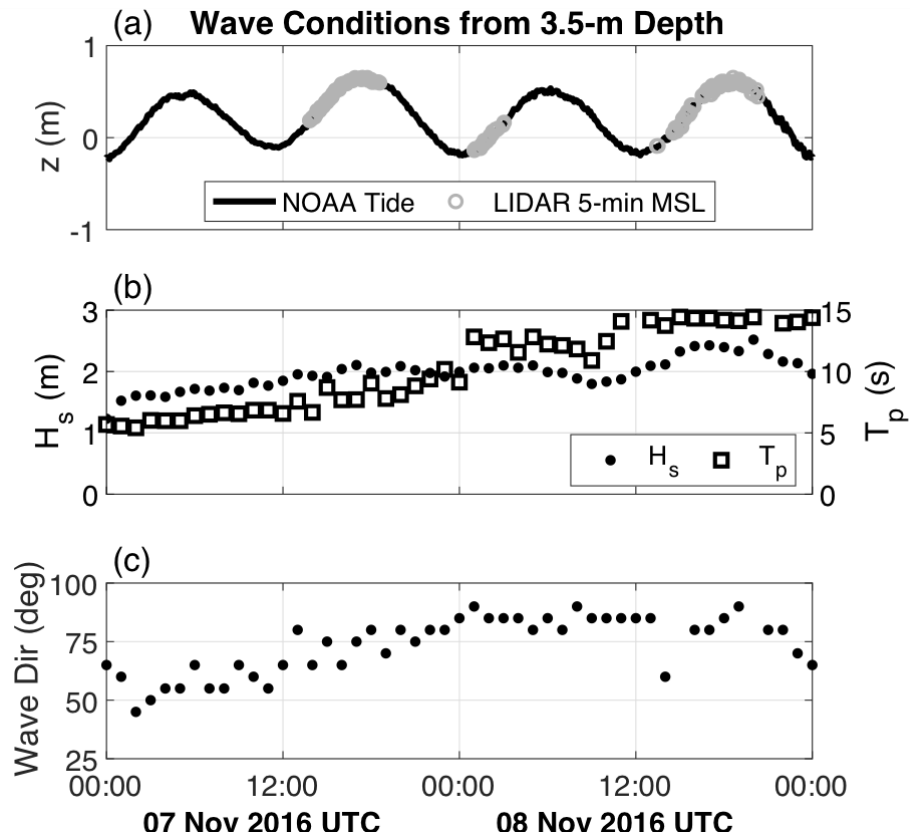 (a) Wave Conditions from 3.5-m Depth
1
0
-1
z (m)
NOAA Tide LIDAR 5-min MSL
(b)
3
2
1
0
H_s (m)
15
10
5
0
T_p (s)
H_s T_p
(c)
100
75
50
25
Wave Dir (deg)
00:00 12:00 00:00 12:00 00:00
07 Nov 2016 UTC 08 Nov 2016 UTC